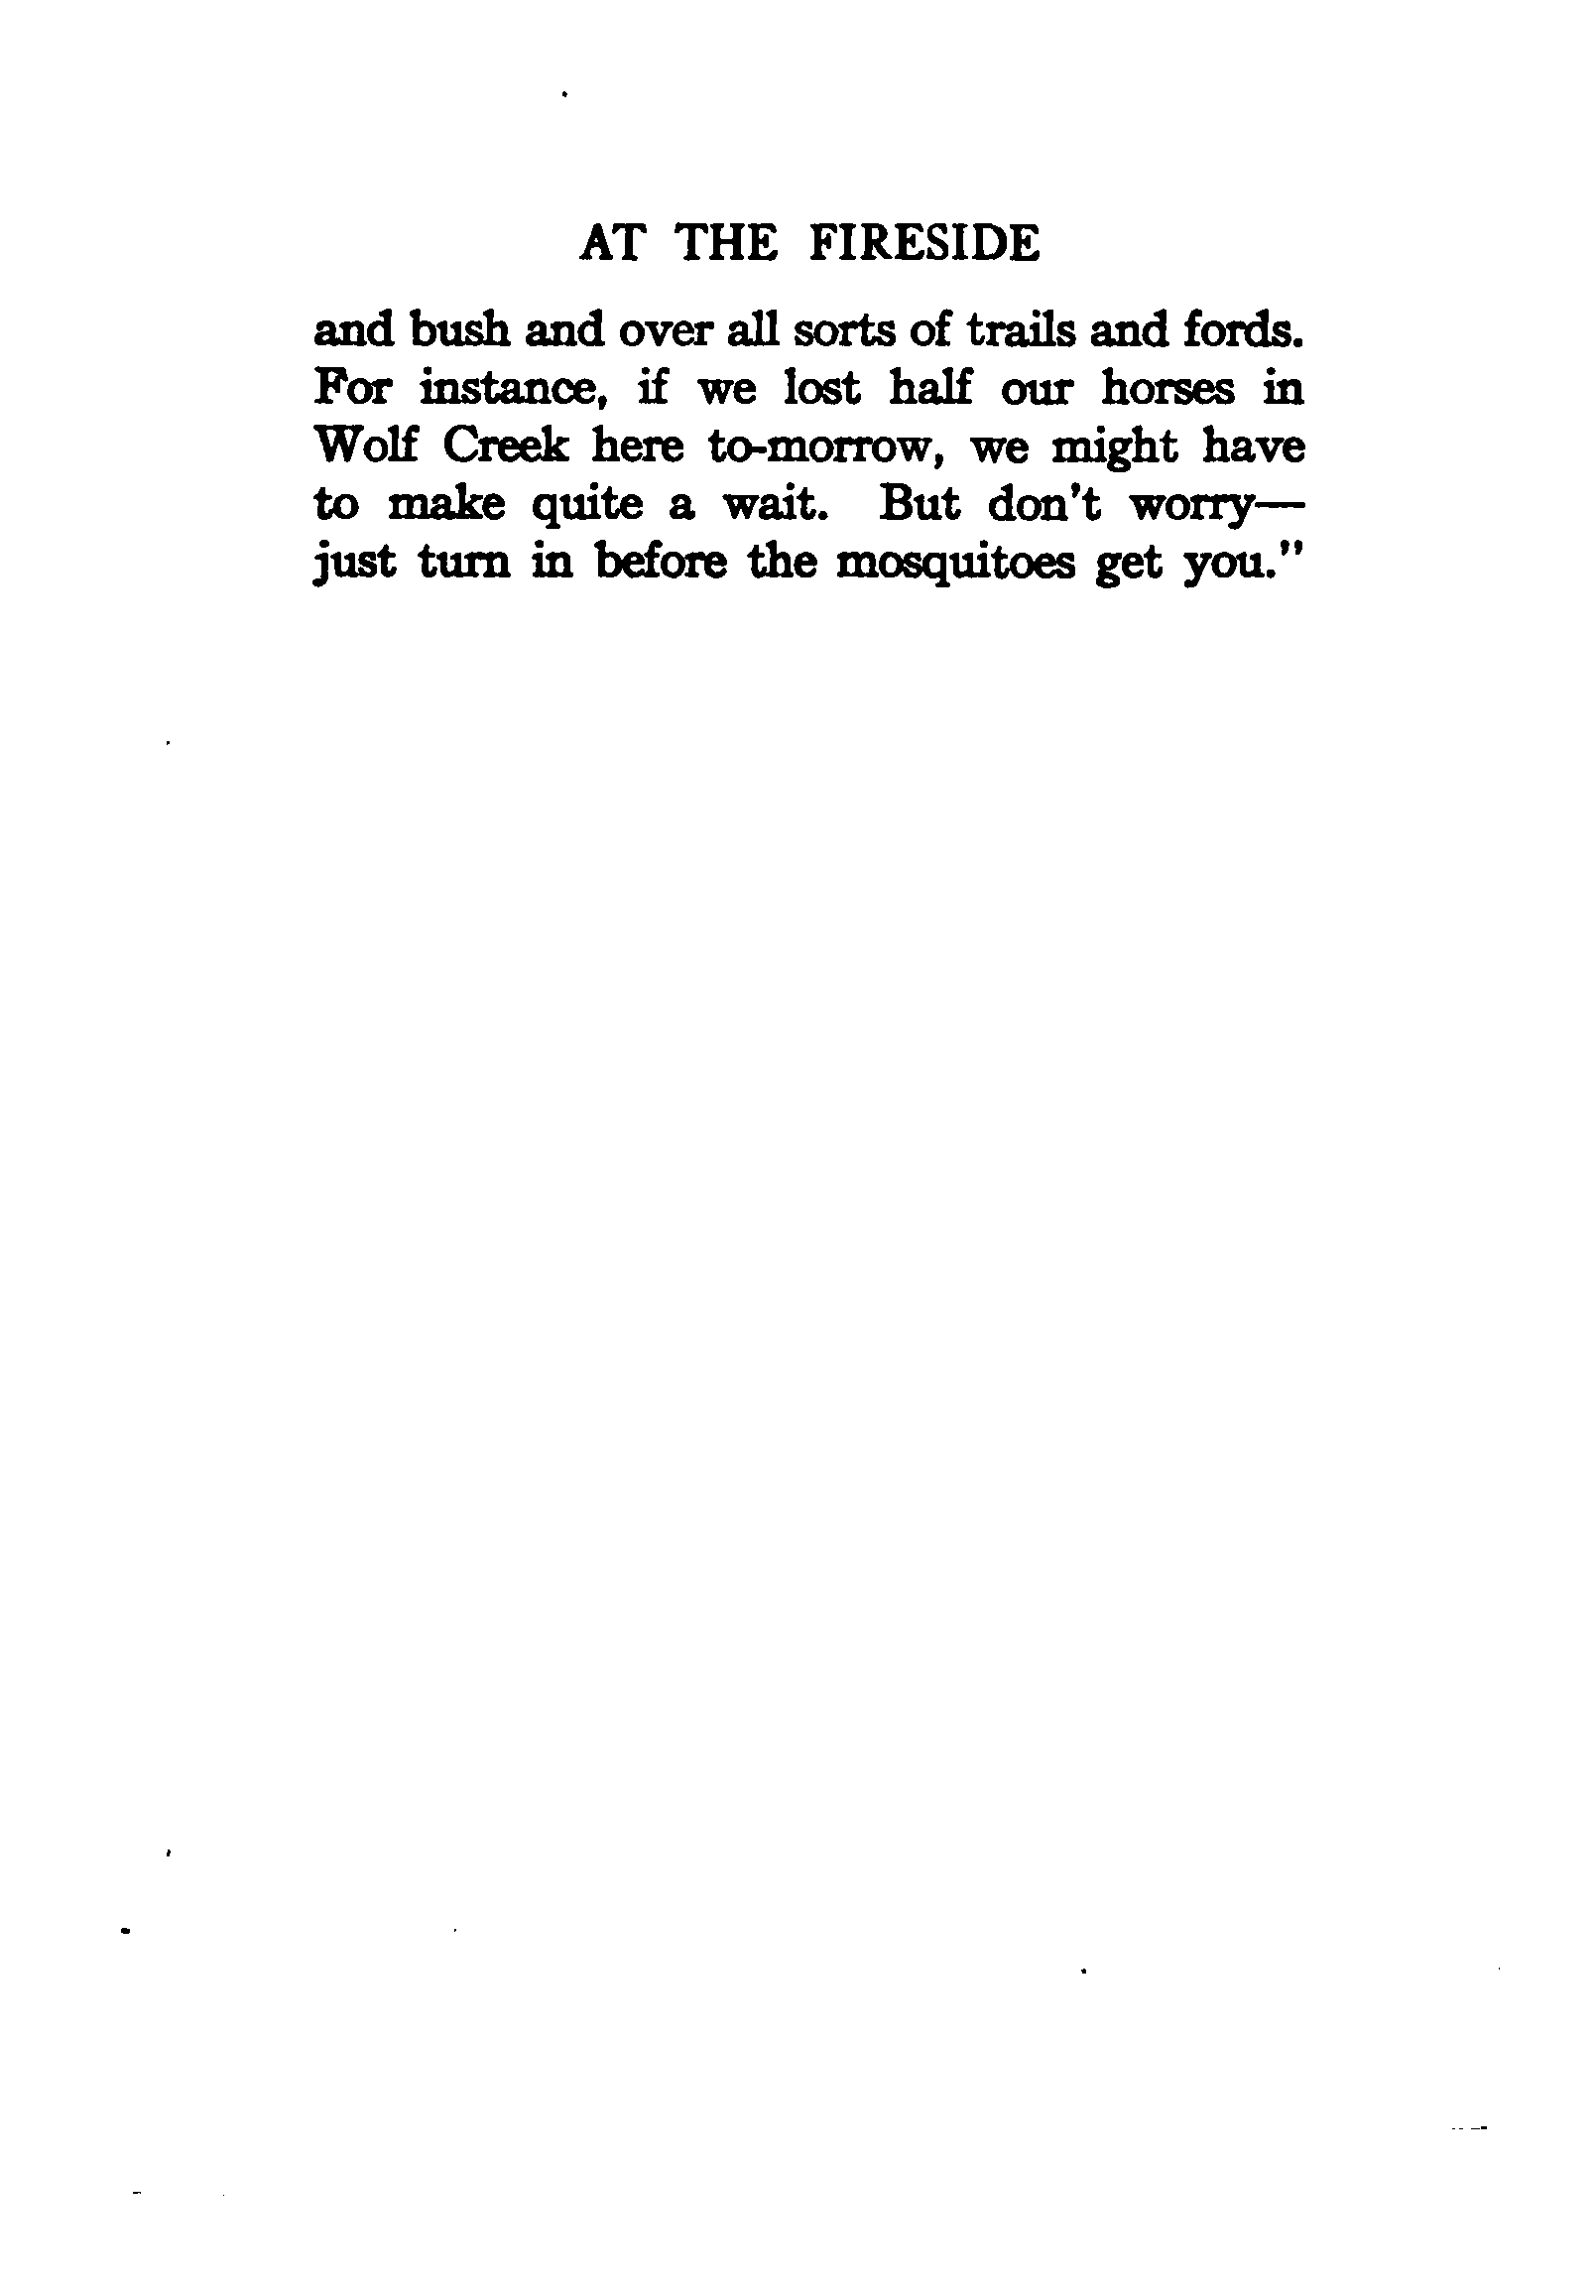 AT THE FIRESIDE
and bush and over all sorts of trails and fords.
For instance, if we lost half our horses in
Wolf Creek here to-morrow, we might have
to make quite a wait. But don't worry—
just turn in before the mosquitoes get you."